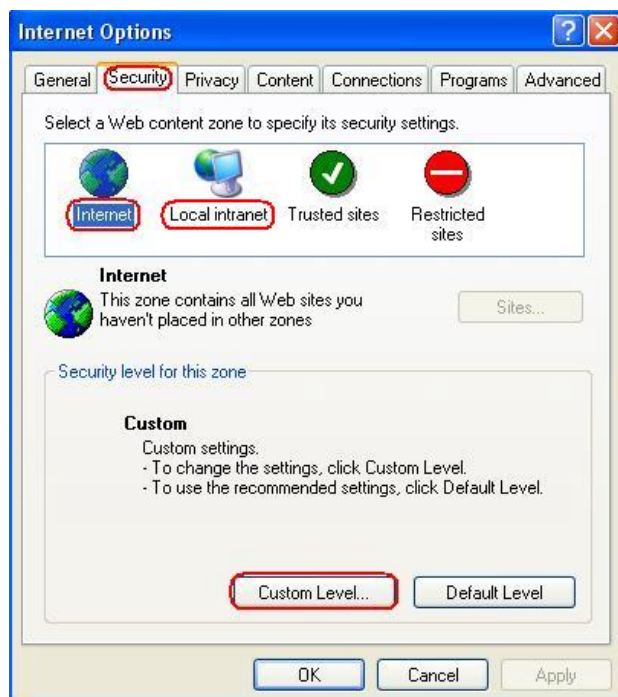 Internet Options
General Security Privacy Content Connections Programs Advanced
Select a Web content zone to specify its security settings.
Internet Local intranet Trusted sites Restricted
sites
Internet
This zone contains all Web sites you
haven't placed in other zones
Sites...
Security level for this zone
Custom
Custom settings.
- To change the settings, click Custom Level.
- To use the recommended settings, click Default Level.
Custom Level... Default Level
OK Cancel Apply